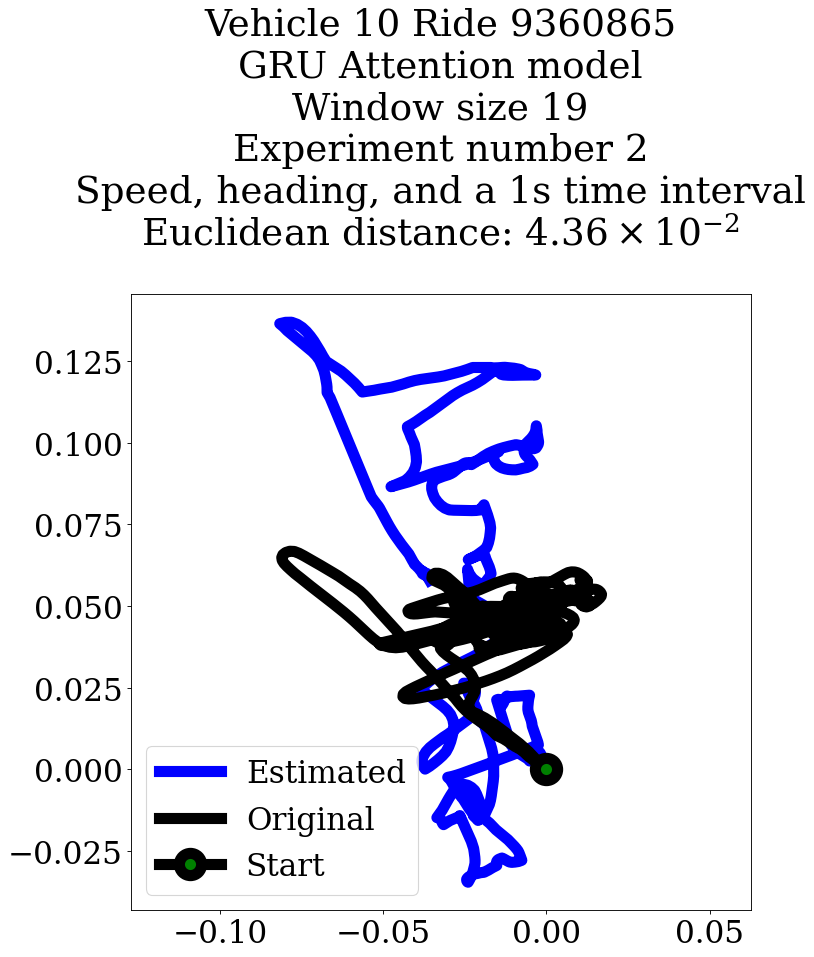 Vehicle 10 Ride 9360865
GRU Attention model
Window size 19
Experiment number 2
Speed, heading, and a 1s time interval
Euclidean distance: 4.36 × 10⁻²
0.125
0.100
0.075
0.050
0.025
0.000
−0.025
Estimated
Original
Start
−0.10
−0.05
0.00
0.05